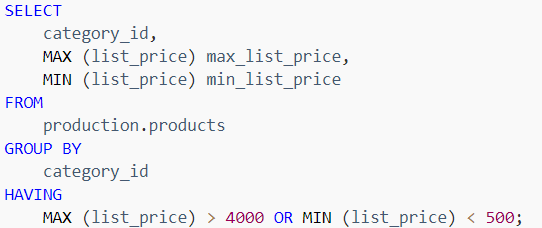 SELECT
    category_id,
    MAX (list_price) max_list_price,
    MIN (list_price) min_list_price
FROM
    production.products
GROUP BY
    category_id
HAVING
    MAX (list_price) > 4000 OR MIN (list_price) < 500;